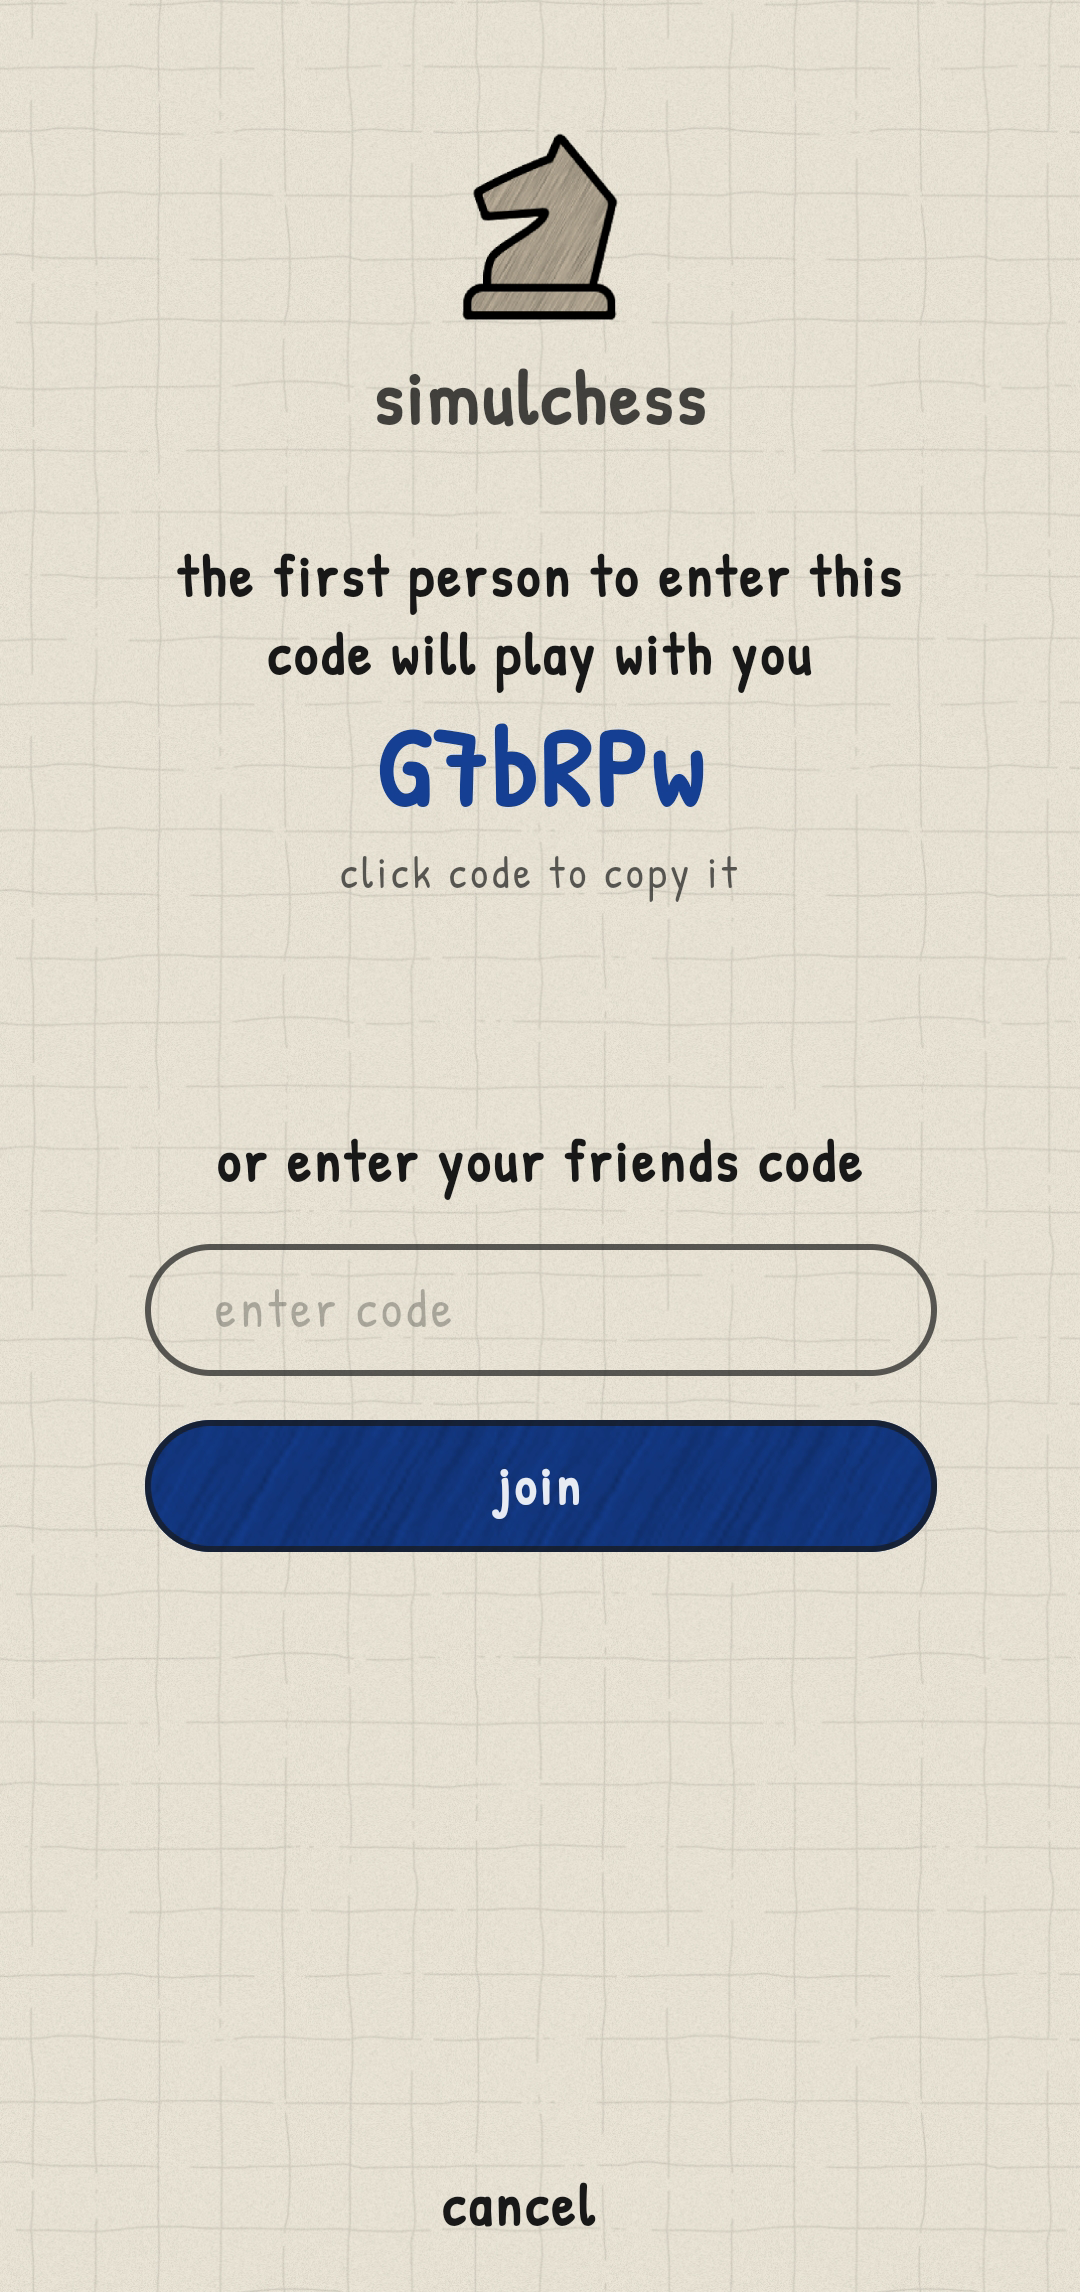 simulchess
the first person to enter this
code will play with you
G7bRPw
click code to copy it
or enter your friends code
enter code
join
cancel